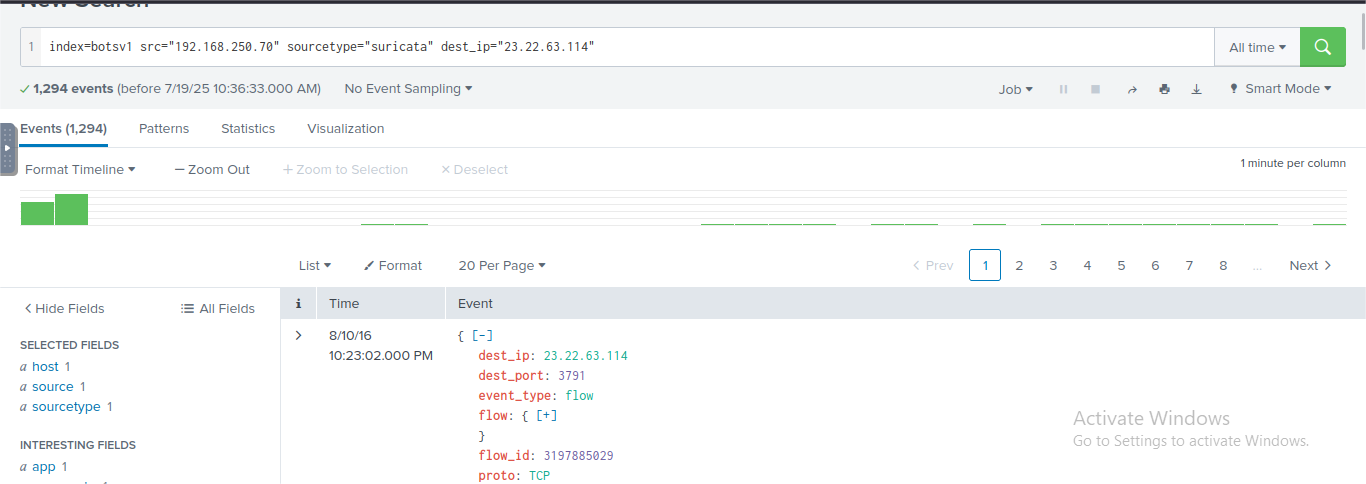 New Search
1 index=botsv1 src="192.168.250.70" sourcetype="suricata" dest_ip="23.22.63.114"
All time
1,294 events (before 7/19/25 10:36:33.000 AM) No Event Sampling
Job Smart Mode
Events (1,294) Patterns Statistics Visualization
Format Timeline — Zoom Out + Zoom to Selection × Deselect
1 minute per column
List Format 20 Per Page
< Prev 1 2 3 4 5 6 7 8 ... Next >
< Hide Fields All Fields
i Time Event
SELECTED FIELDS
a host 1
a source 1
a sourcetype 1
INTERESTING FIELDS
a app 1
> 8/10/16
10:23:02.000 PM
{ [-]
dest_ip: 23.22.63.114
dest_port: 3791
event_type: flow
flow: { [+]
}
flow_id: 3197885029
proto: TCP
Activate Windows
Go to Settings to activate Windows.